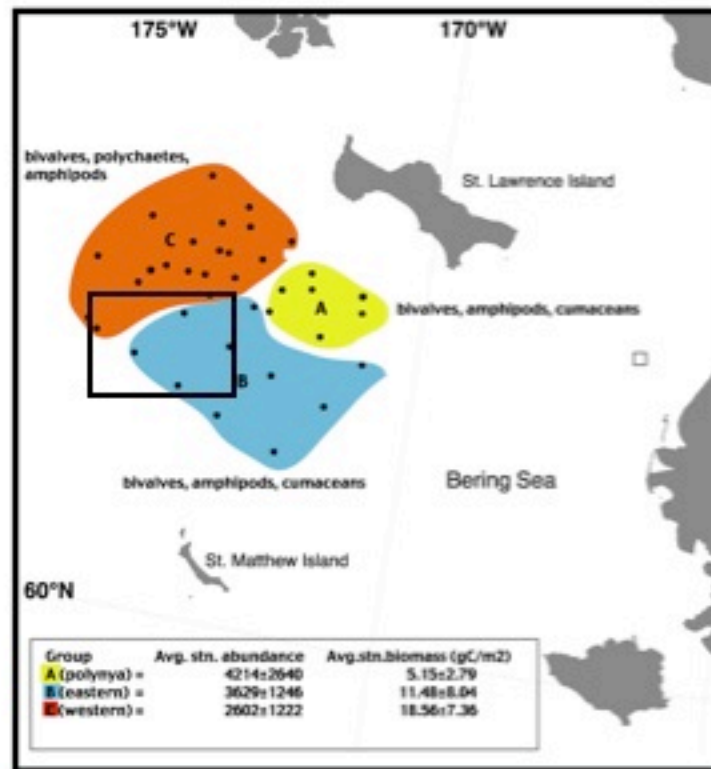 175°W
170°W
bivalves, polychaetes,
amphipods
St. Lawrence Island
C
A
bivalves, amphipods, cumaceans
B
bivalves, amphipods, cumaceans
Bering Sea
St. Matthew Island
60°N
Group Avg. stn. abundance Avg.stn.biomass (gC/m2)
A (polynya) = 4214±2640 5.15±2.79
B (eastern) = 3629±1246 11.48±8.04
C (western) = 2602±1222 18.56±7.36